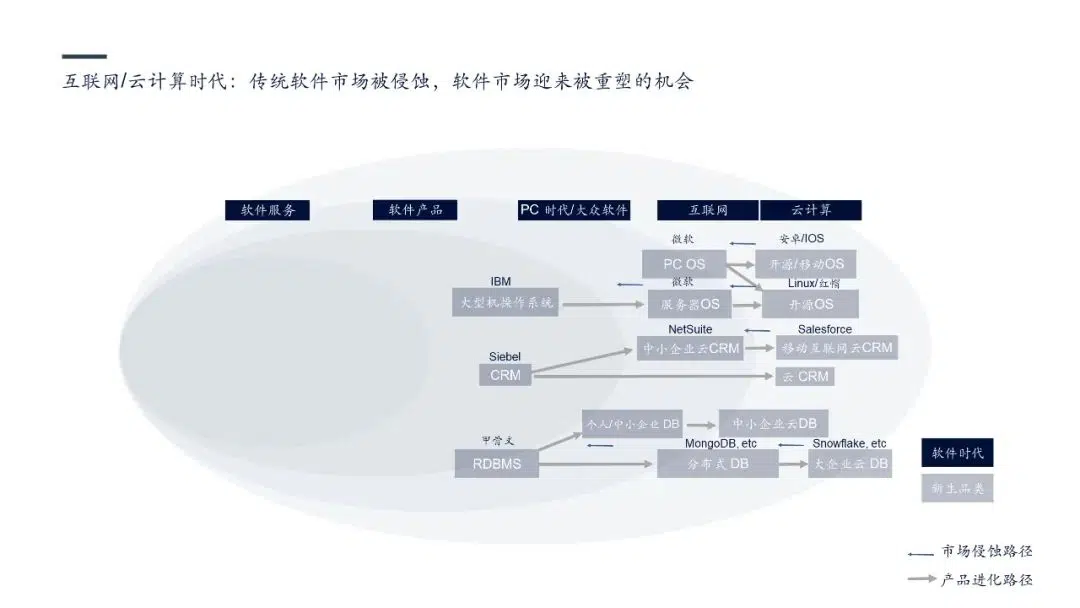 互联网/云计算时代：传统软件市场被侵蚀，软件市场迎来被重塑的机会
软件服务
软件产品
PC 时代/大众软件
互联网
云计算
微软
安卓/IOS
PC OS
开源/移动OS
IBM
微软
Linux/红帽
大型机操作系统
服务器OS
开源OS
NetSuite
Salesforce
中小企业云CRM
移动互联网云CRM
Siebel
CRM
云 CRM
个人/中小企业 DB
中小企业云DB
甲骨文
MongoDB, etc
Snowflake, etc
RDBMS
分布式 DB
大企业云 DB
软件时代
新生品类
市场侵蚀路径
产品进化路径